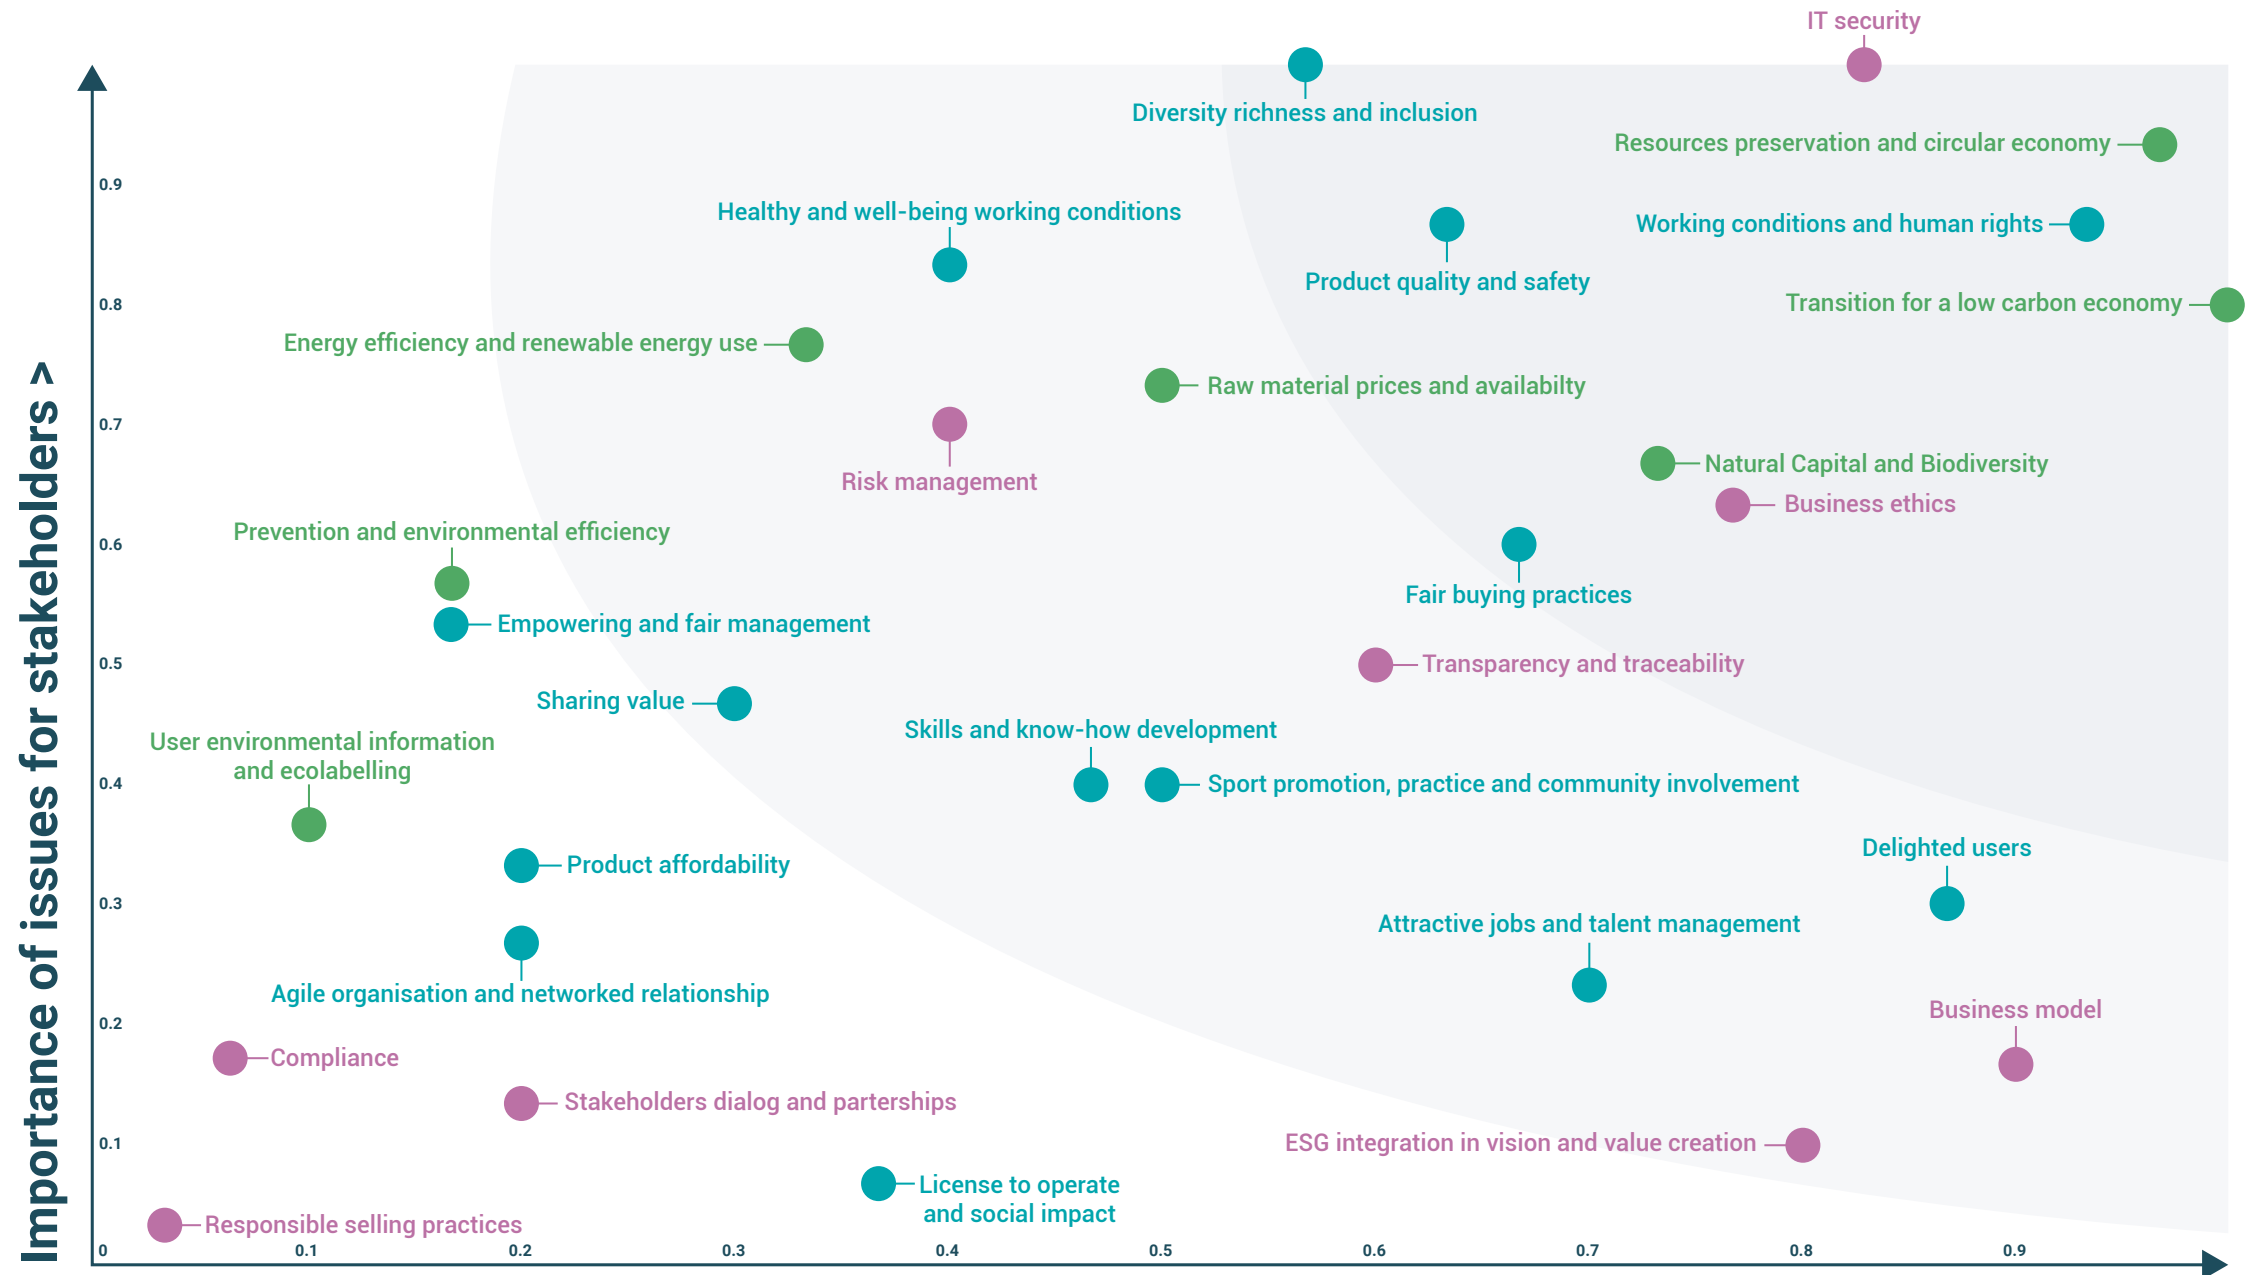 IT security
Diversity richness and inclusion
Resources preservation and circular economy
0.9
Healthy and well-being working conditions
Working conditions and human rights
Product quality and safety
0.8
Transition for a low carbon economy
Energy efficiency and renewable energy use
Raw material prices and availabilty
0.7
Natural Capital and Biodiversity
Risk management
Business ethics
Prevention and environmental efficiency
0.6
Fair buying practices
Empowering and fair management
0.5
Transparency and traceability
Sharing value
Skills and know-how development
User environmental information
and ecolabelling
0.4
Sport promotion, practice and community involvement
Delighted users
Product affordability
0.3
Attractive jobs and talent management
Agile organisation and networked relationship
Business model
0.2
Compliance
Stakeholders dialog and parterships
0.1
ESG integration in vision and value creation
License to operate
and social impact
Responsible selling practices
0 0.1 0.2 0.3 0.4 0.5 0.6 0.7 0.8 0.9
Importance of issues for stakeholders >